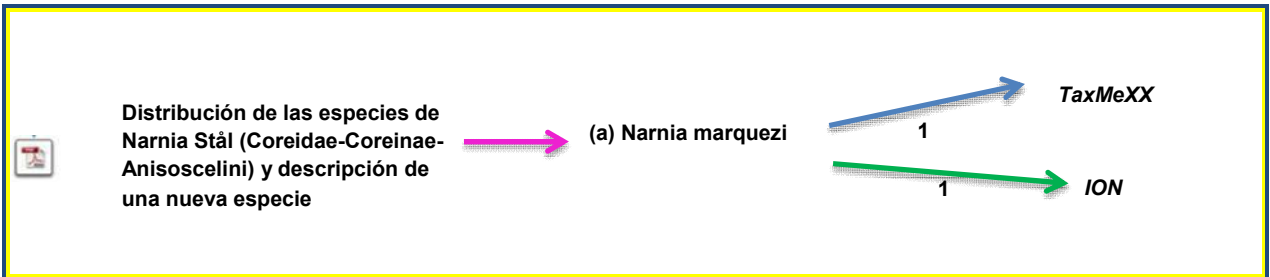 Distribución de las especies de
Narnia Stål (Coreidae-Coreinae-
Anisoscelini) y descripción de
una nueva especie
(a) Narnia marquezi
1
TaxMeXX
1
ION